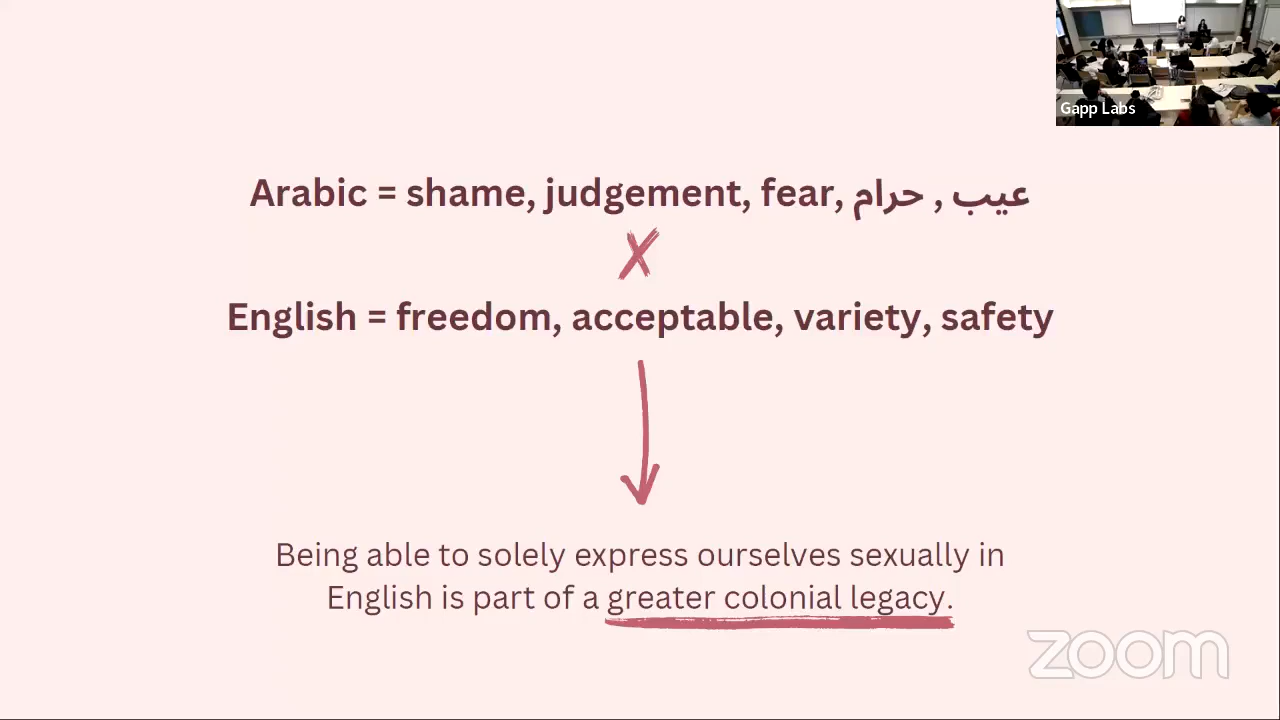 Gapp Labs
Arabic = shame, judgement, fear, عيب , حرام
English = freedom, acceptable, variety, safety
Being able to solely express ourselves sexually in
English is part of a greater colonial legacy.
zoom